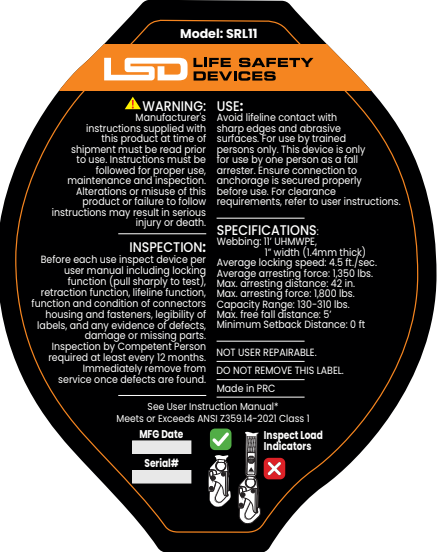 Model: SRL11
LSD LIFE SAFETY
DEVICES
WARNING:
Manufacturer's
instructions supplied with
this product at time of
shipment must be read prior
to use. Instructions must be
followed for proper use,
maintenance and inspection.
Alterations or misuse of this
product or failure to follow
instructions may result in serious
injury or death.
INSPECTION:
Before each use inspect device per
user manual including locking
function (pull sharply to test),
retraction function, lifeline function,
function and condition of connectors
housing and fasteners, legibility of
labels, and any evidence of defects,
damage or missing parts.
Inspection by Competent Person
required at least every 12 months.
Immediately remove from
service once defects are found.
USE:
Avoid lifeline contact with
sharp edges and abrasive
surfaces. For use by trained
persons only. This device is only
for use by one person as a fall
arrester. Ensure connection to
anchorage is secured properly
before use. For clearance
requirements, refer to user instructions.
SPECIFICATIONS:
Webbing: 11' UHMWPE,
1" width (1.4mm thick)
Average locking speed: 4.5 ft./sec.
Average arresting force: 1,350 lbs.
Max. arresting distance: 42 in.
Max. arresting force: 1,800 lbs.
Capacity Range: 130-310 lbs.
Max. free fall distance: 5'
Minimum Setback Distance: 0 ft
NOT USER REPAIRABLE.
DO NOT REMOVE THIS LABEL.
Made in PRC
See User Instruction Manual*
Meets or Exceeds ANSI Z359.14-2021 Class 1
MFG Date
Serial#
Inspect Load
Indicators